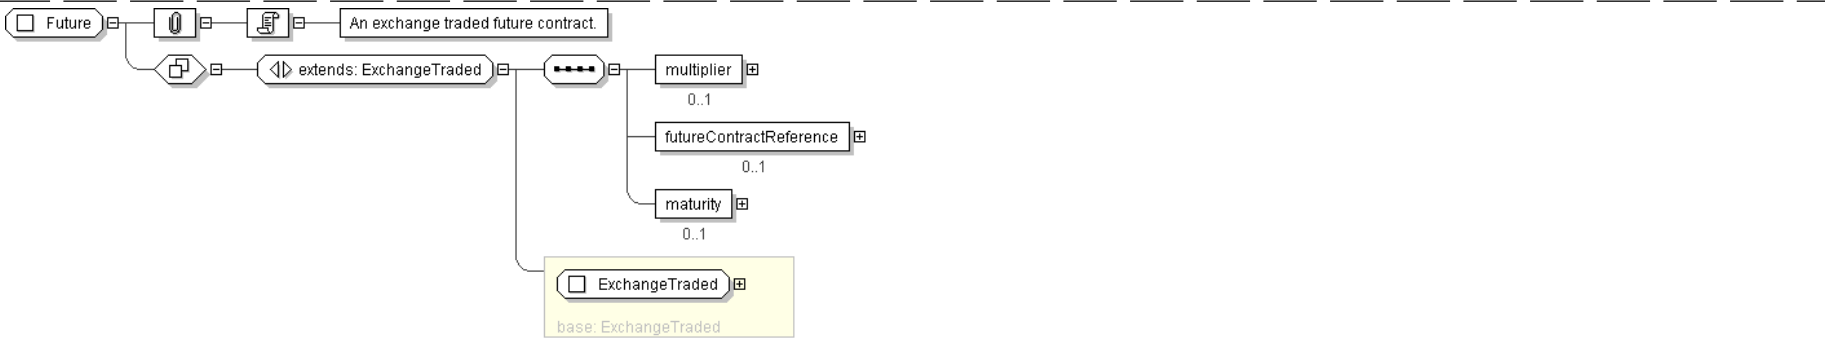 Future
An exchange traded future contract.
extends: ExchangeTraded
multiplier
0..1
futureContractReference
0..1
maturity
0..1
ExchangeTraded
base: ExchangeTraded